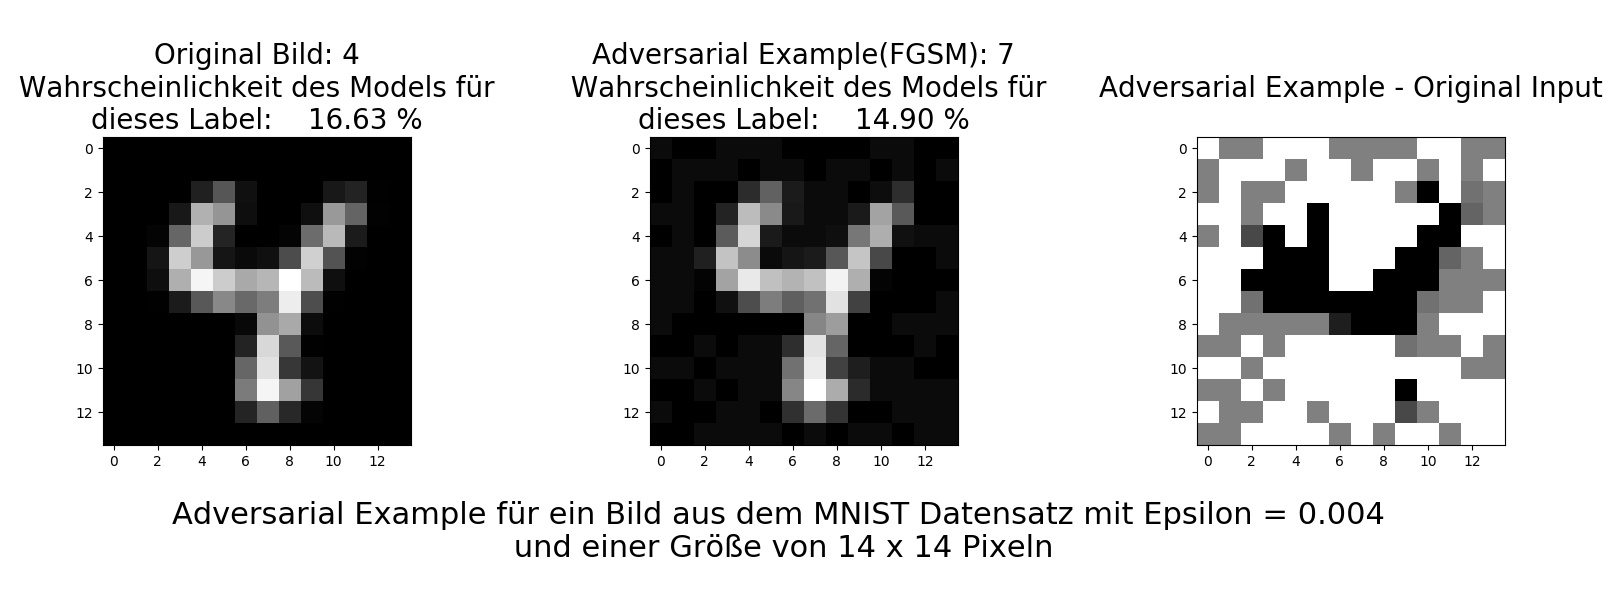 Original Bild: 4
Wahrscheinlichkeit des Models für
dieses Label: 16.63 %
0
2
4
6
8
10
12
0 2 4 6 8 10 12
Adversarial Example(FGSM): 7
Wahrscheinlichkeit des Models für
dieses Label: 14.90 %
0
2
4
6
8
10
12
0 2 4 6 8 10 12
Adversarial Example - Original Input
0
2
4
6
8
10
12
0 2 4 6 8 10 12
Adversarial Example für ein Bild aus dem MNIST Datensatz mit Epsilon = 0.004
und einer Größe von 14 x 14 Pixeln